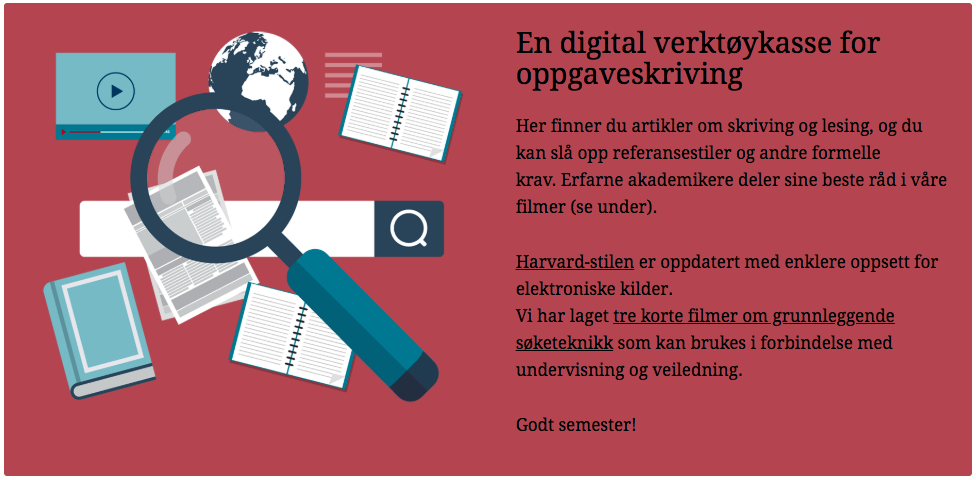 En digital verktøykasse for
oppgaveskriving
Her finner du artikler om skriving og lesing, og du
kan slå opp referansestiler og andre formelle
krav. Erfarne akademikere deler sine beste råd i våre
filmer (se under).
Harvard-stilen er oppdatert med enklere oppsett for
elektroniske kilder.
Vi har laget tre korte filmer om grunnleggende
søketeknikk som kan brukes i forbindelse med
undervisning og veiledning.
Godt semester!